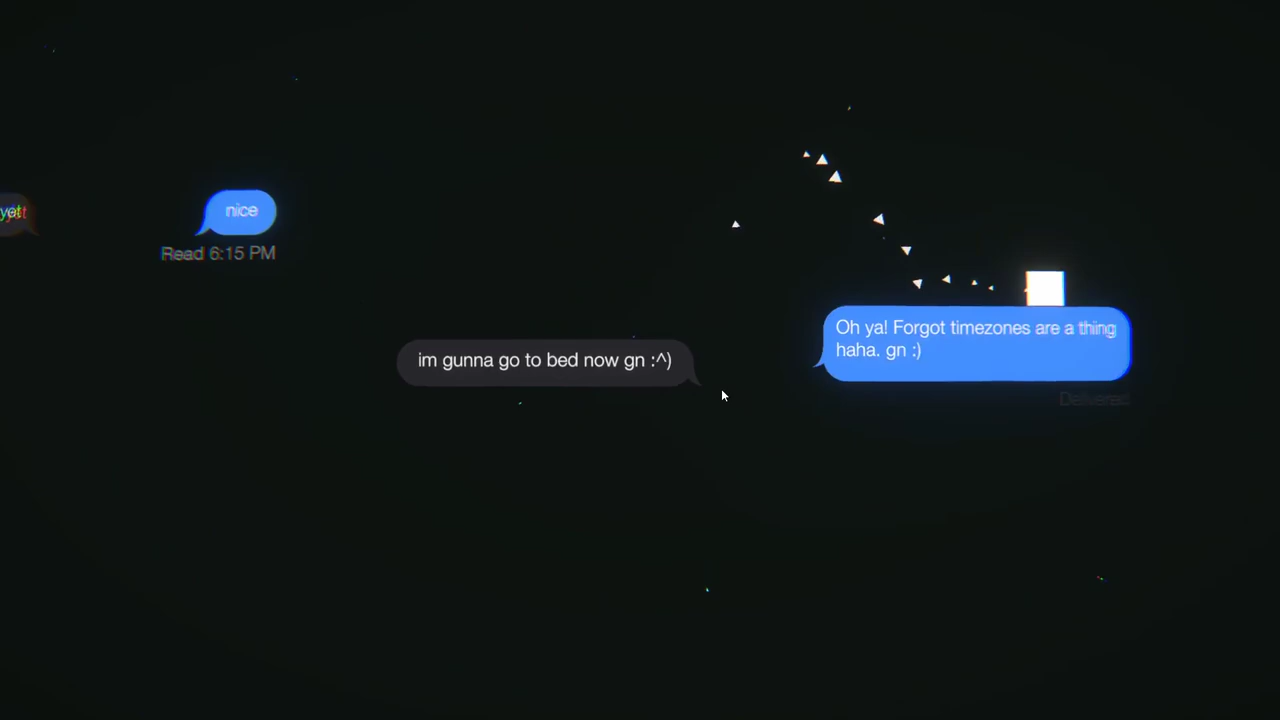 nice
Read 6:15 PM
im gunna go to bed now gn :^)
Oh ya! Forgot timezones are a thing
haha. gn :)
Delivered